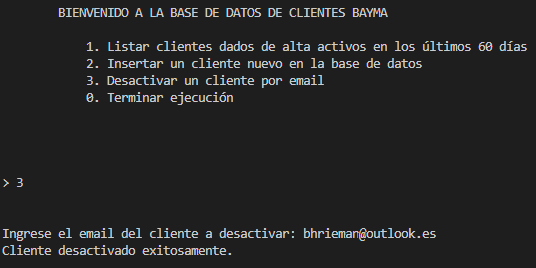 BIENVENIDO A LA BASE DE DATOS DE CLIENTES BAYMA
1. Listar clientes dados de alta activos en los últimos 60 días
2. Insertar un cliente nuevo en la base de datos
3. Desactivar un cliente por email
0. Terminar ejecución
> 3
Ingrese el email del cliente a desactivar: bhrieman@outlook.es
Cliente desactivado exitosamente.